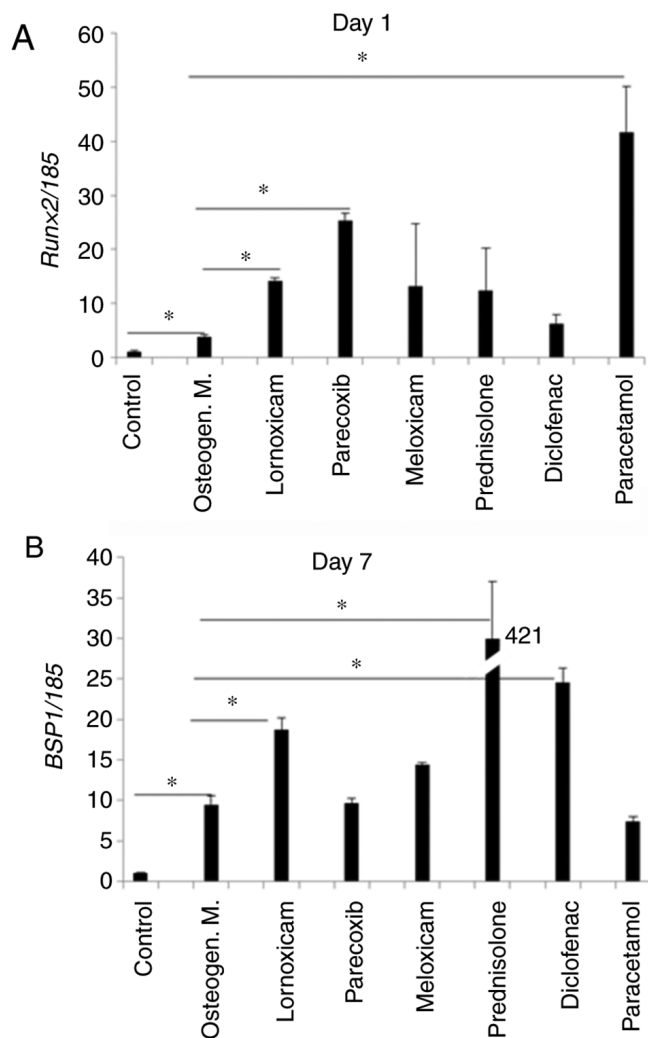 A
Day 1
Runx2/185
60
50
40
30
20
10
0
*
*
*
*
Control
Osteogen. M.
Lornoxicam
Parecoxib
Meloxicam
Prednisolone
Diclofenac
Paracetamol
B
Day 7
BSP1/185
40
35
30
25
20
15
10
5
0
*
*
*
*
421
Control
Osteogen. M.
Lornoxicam
Parecoxib
Meloxicam
Prednisolone
Diclofenac
Paracetamol